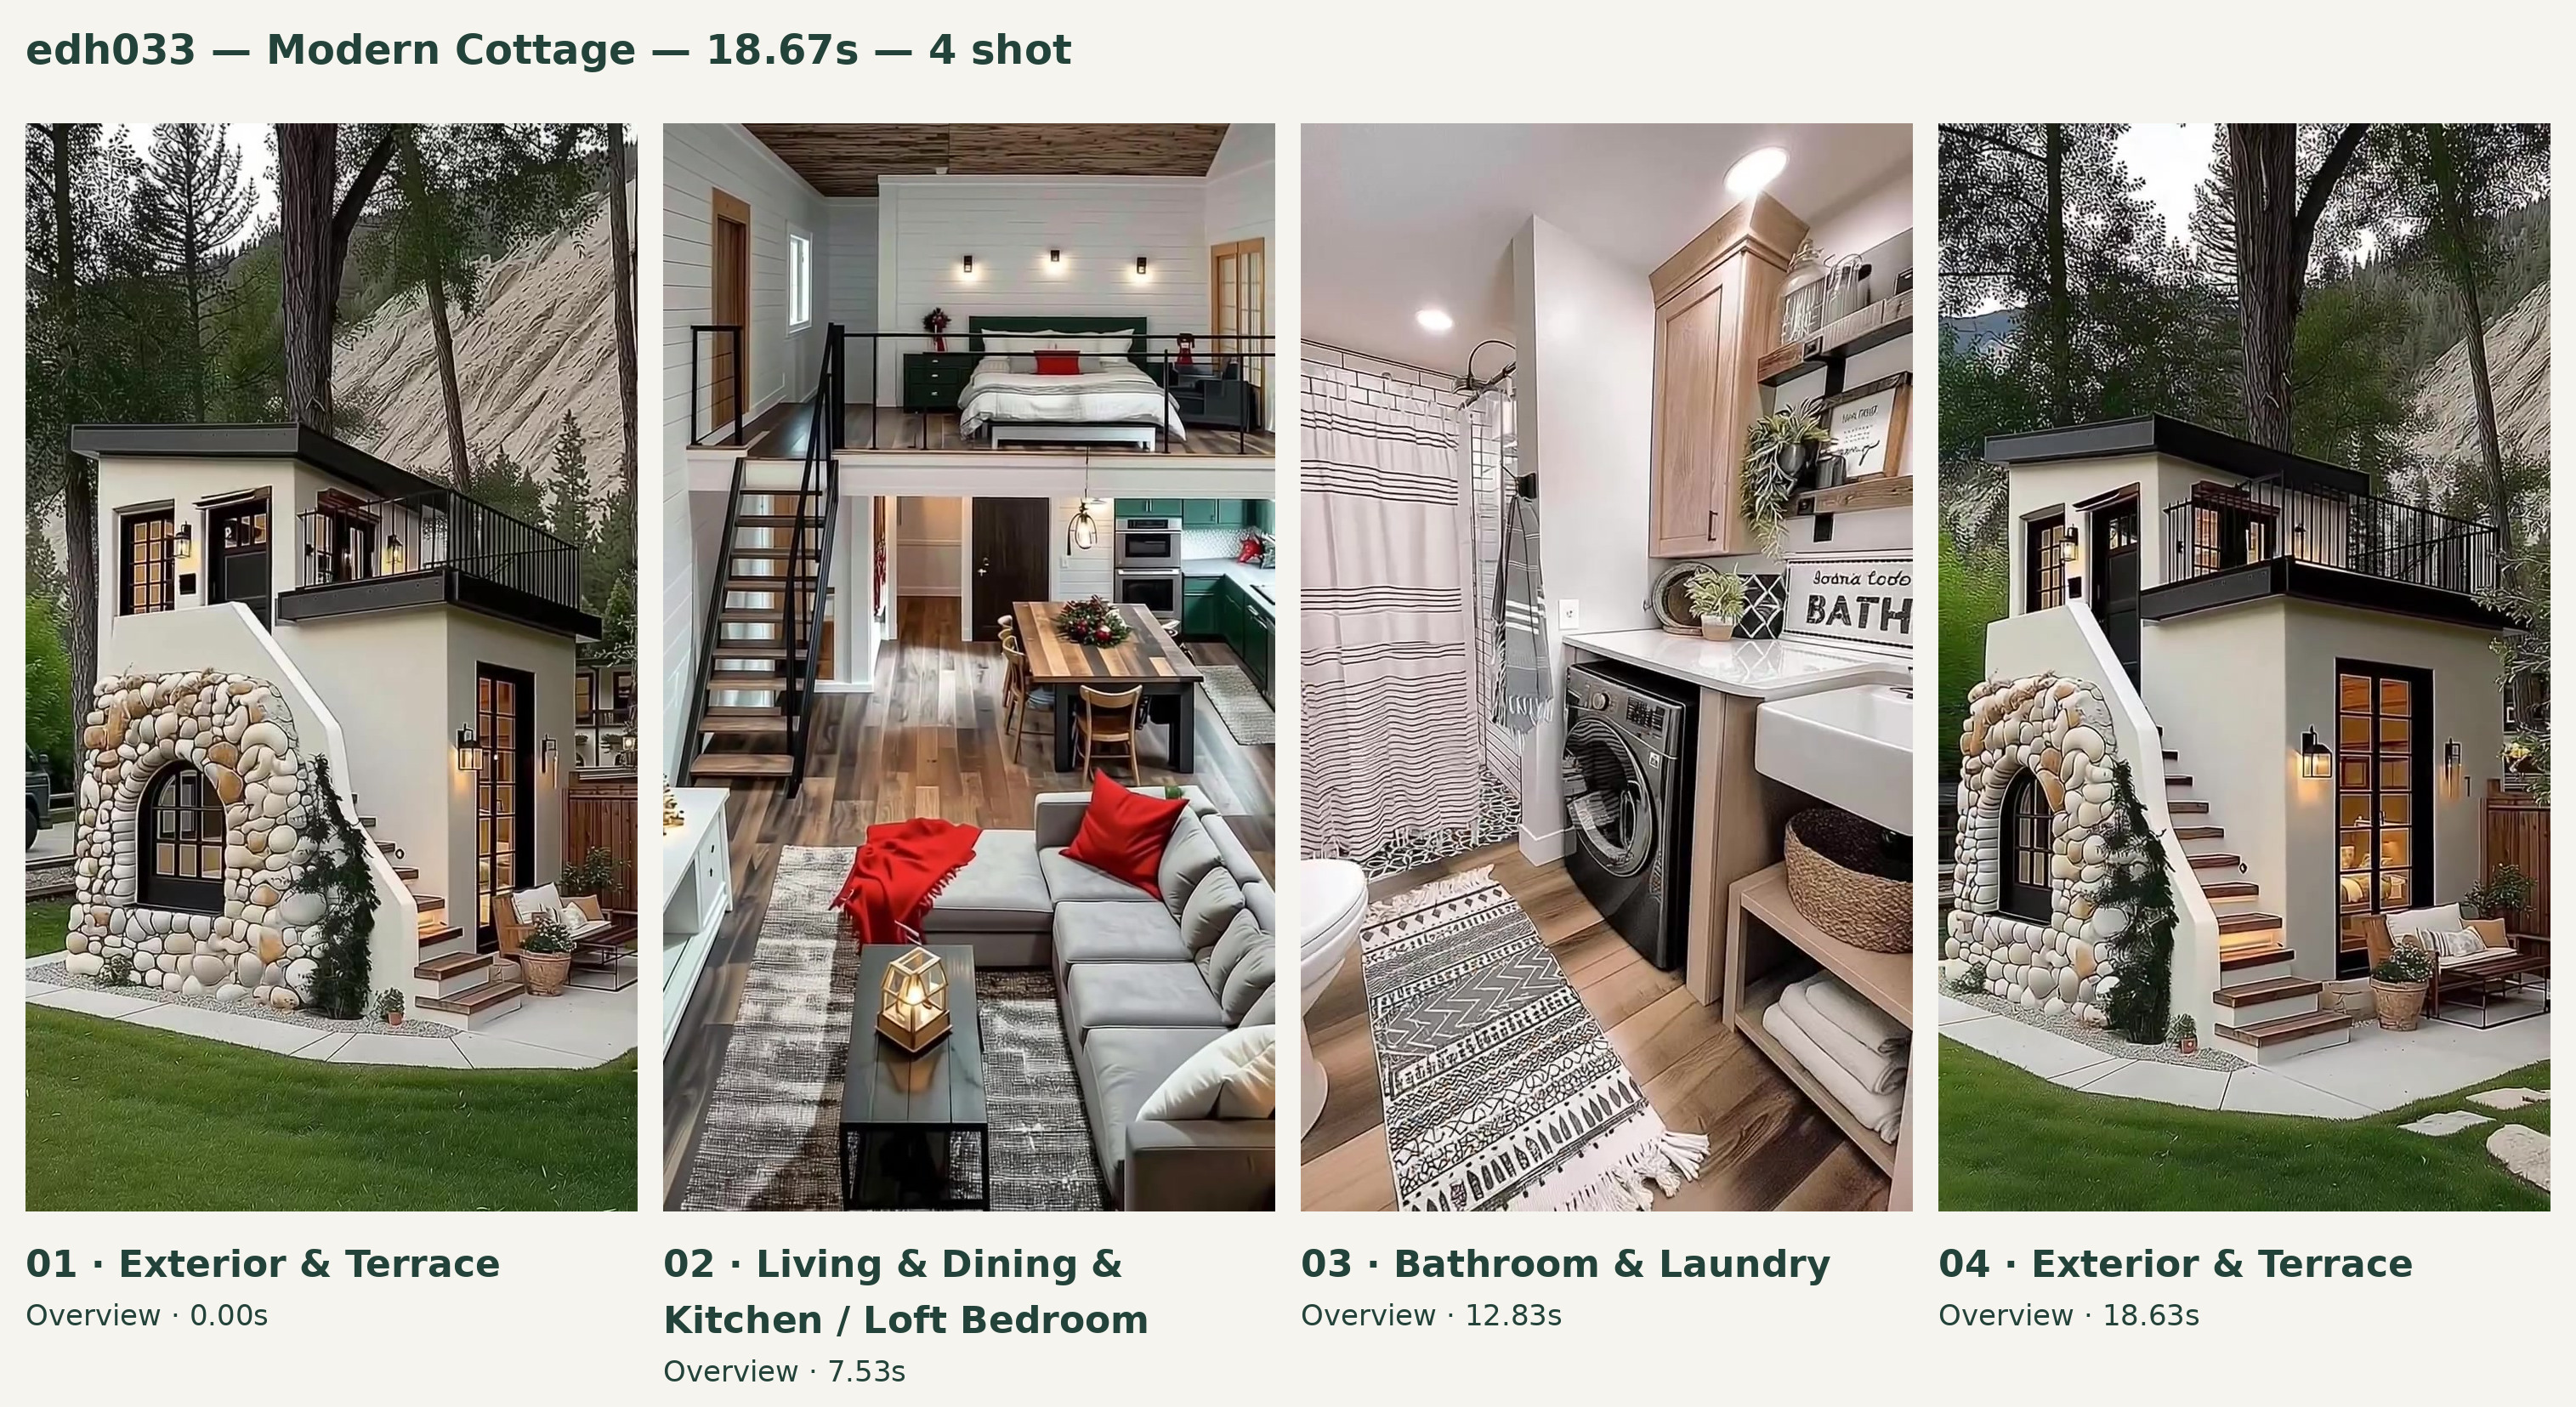 edh033 — Modern Cottage — 18.67s — 4 shot
BATH
01 · Exterior & Terrace
Overview · 0.00s
02 · Living & Dining &
Kitchen / Loft Bedroom
Overview · 7.53s
03 · Bathroom & Laundry
Overview · 12.83s
04 · Exterior & Terrace
Overview · 18.63s